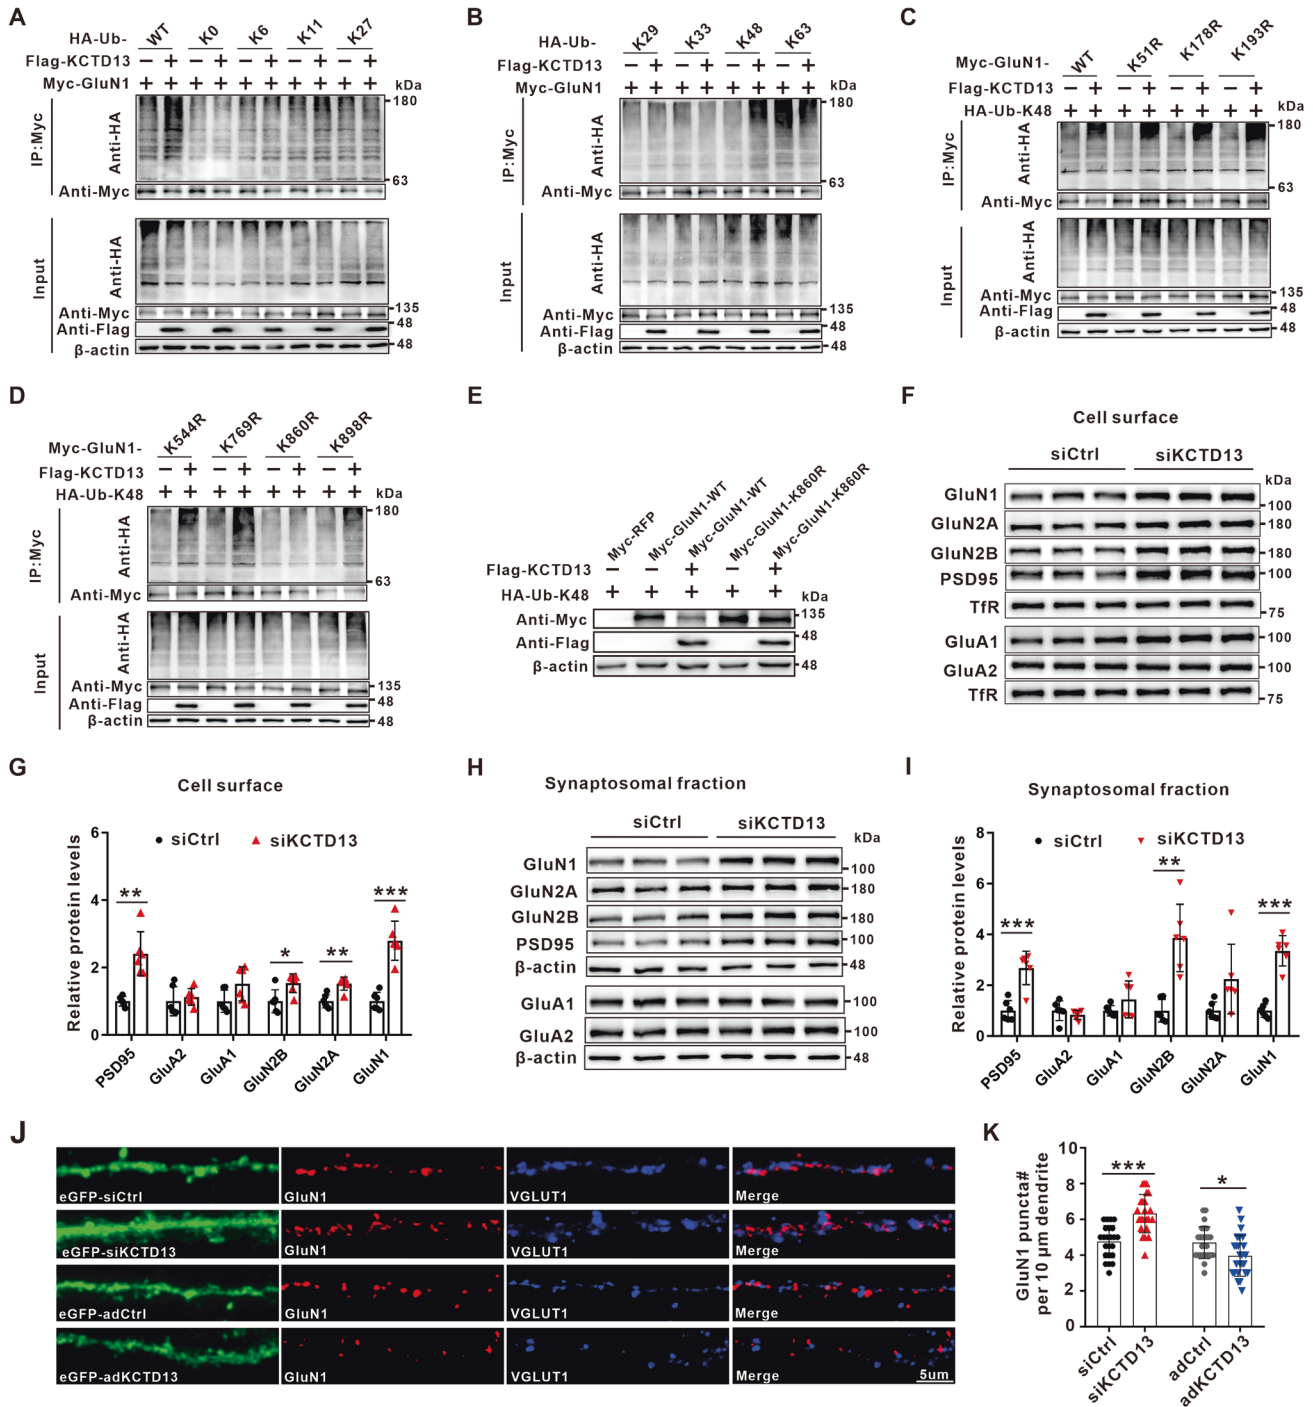 A
HA-Ub- WT K0 K6 K11 K27
Flag-KCTD13 − + − + − + − + − +
Myc-GluN1 + + + + + + + + + + kDa
IP:Myc
Anti-HA
180
63
Anti-Myc
Input
Anti-HA
Anti-Myc 135
Anti-Flag 48
β-actin 48
B
HA-Ub- K29 K33 K48 K63
Flag-KCTD13 − + − + − + − +
Myc-GluN1 + + + + + + + + kDa
IP:Myc
Anti-HA
180
63
Anti-Myc
Input
Anti-HA
Anti-Myc 135
Anti-Flag 48
β-actin 48
C
Myc-GluN1- WT K51R K178R K193R
Flag-KCTD13 − + − + − + − +
HA-Ub-K48 + + + + + + + + kDa
IP:Myc
Anti-HA
180
63
Anti-Myc
Input
Anti-HA
Anti-Myc 135
Anti-Flag 48
β-actin 48
D
Myc-GluN1- K544R K769R K860R K898R
Flag-KCTD13 − + − + − + − +
HA-Ub-K48 + + + + + + + + kDa
IP:Myc
Anti-HA
180
63
Anti-Myc
Input
Anti-HA
Anti-Myc 135
Anti-Flag 48
β-actin 48
E
Myc-RFP Myc-GluN1-WT Myc-GluN1-WT Myc-GluN1-K860R Myc-GluN1-K860R
Flag-KCTD13 − − + − +
HA-Ub-K48 + + + + + kDa
Anti-Myc 135
Anti-Flag 48
β-actin 48
F
Cell surface
siCtrl siKCTD13
kDa
GluN1 100
GluN2A 180
GluN2B 180
PSD95 100
TfR 75
GluA1 100
GluA2 100
TfR 75
G
Cell surface
siCtrl siKCTD13
Relative protein levels
6
4
2
0
** * ** ***
PSD95 GluA2 GluA1 GluN2B GluN2A GluN1
H
Synaptosomal fraction
siCtrl siKCTD13
kDa
GluN1 100
GluN2A 180
GluN2B 180
PSD95 100
β-actin 48
GluA1 100
GluA2 100
β-actin 48
I
Synaptosomal fraction
siCtrl siKCTD13
Relative protein levels
8
6
4
2
0
*** ** ***
PSD95 GluA2 GluA1 GluN2B GluN2A GluN1
J
eGFP-siCtrl GluN1 VGLUT1 Merge
eGFP-siKCTD13 GluN1 VGLUT1 Merge
eGFP-adCtrl GluN1 VGLUT1 Merge
eGFP-adKCTD13 GluN1 VGLUT1 Merge
5um
K
GluN1 puncta#
per 10 μm dendrite
10
8
6
4
2
0
*** *
siCtrl siKCTD13 adCtrl adKCTD13